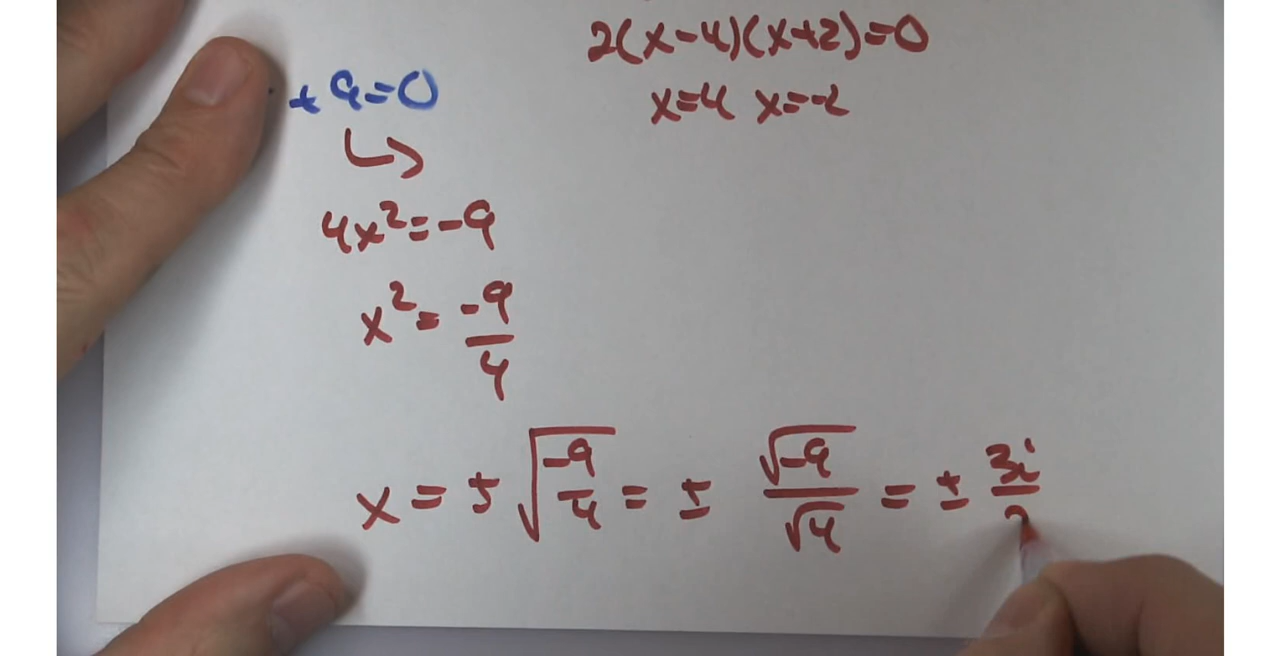 2(x-4)(x+2)=0
x=4 x=-2
+9=0
4x²=-9
x²=-9/4
x=±√(-9/4)=±√-9/√4=±3i/2